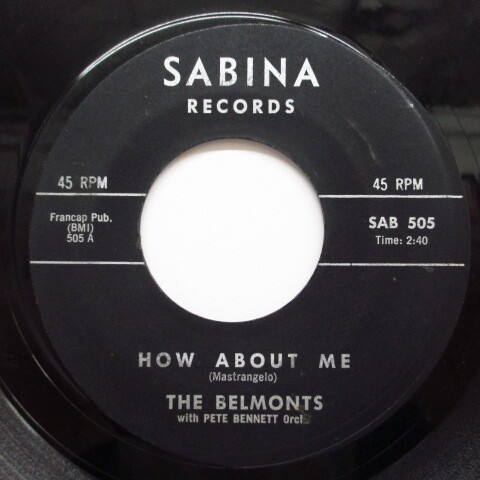 SABINA
RECORDS
45 RPM
45 RPM
Francap Pub.
(BMI)
505 A
SAB 505
Time: 2:40
HOW ABOUT ME
(Mastrangelo)
THE BELMONTS
with PETE BENNETT Orch